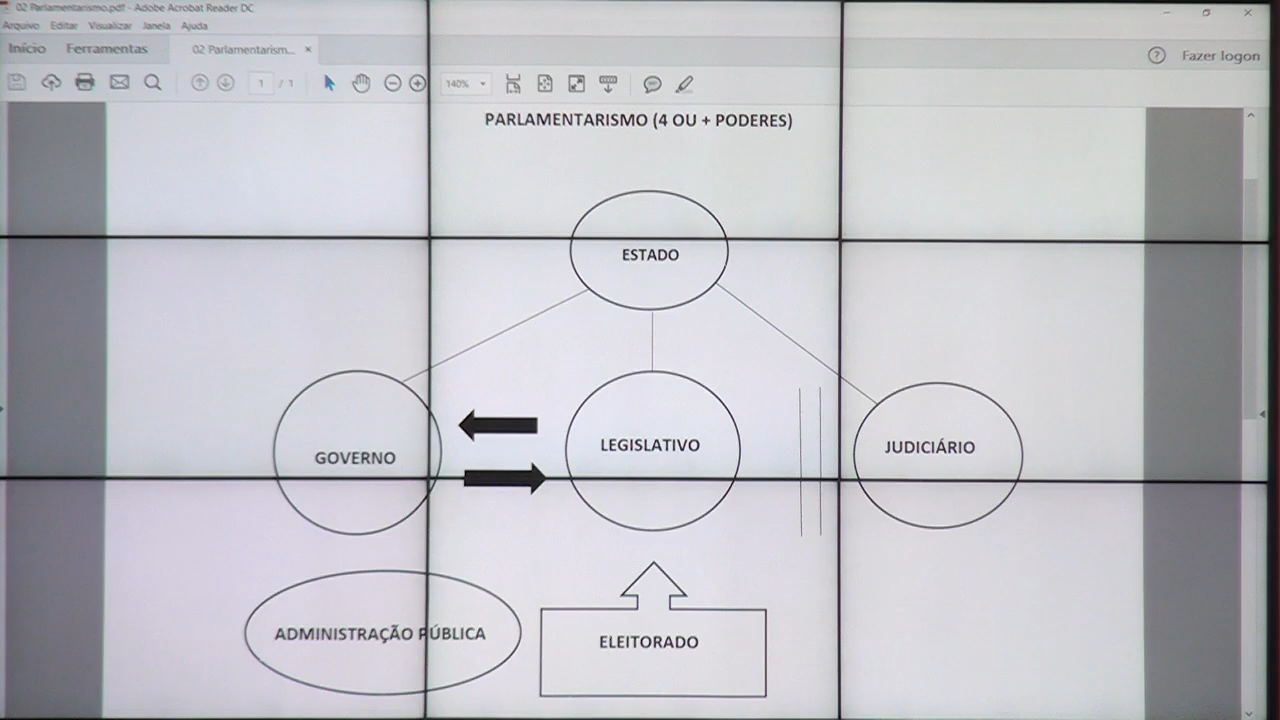 02 Parlamentarismo.pdf - Adobe Acrobat Reader DC
Arquivo Editar Visualizar Janela Ajuda
Início Ferramentas 02 Parlamentarism... × Fazer logon
1 / 1 140%
PARLAMENTARISMO (4 OU + PODERES)
ESTADO
GOVERNO
LEGISLATIVO
JUDICIÁRIO
ADMINISTRAÇÃO PÚBLICA
ELEITORADO